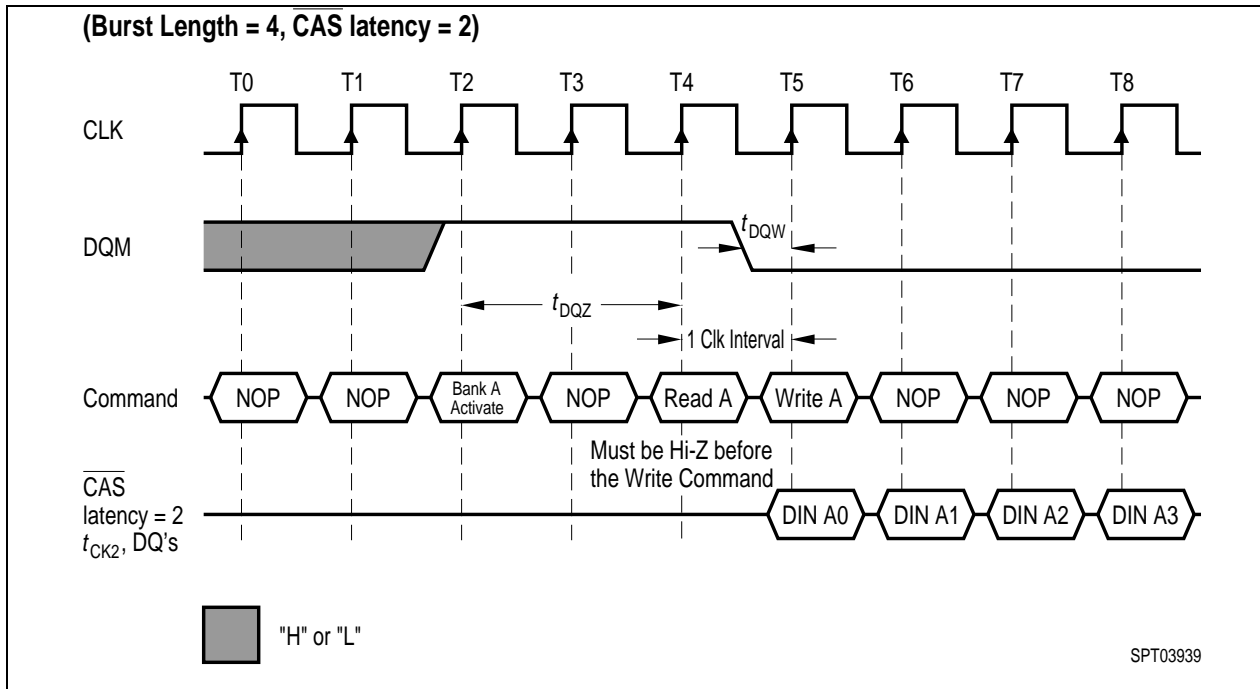 (Burst Length = 4, CAS latency = 2)
T0 T1 T2 T3 T4 T5 T6 T7 T8
CLK
DQM
tDQW
tDQZ
1 Clk Interval
Command
NOP
NOP
Bank A
Activate
NOP
Read A
Write A
NOP
NOP
NOP
Must be Hi-Z before
the Write Command
CAS
latency = 2
tCK2, DQ's
DIN A0
DIN A1
DIN A2
DIN A3
"H" or "L"
SPT03939